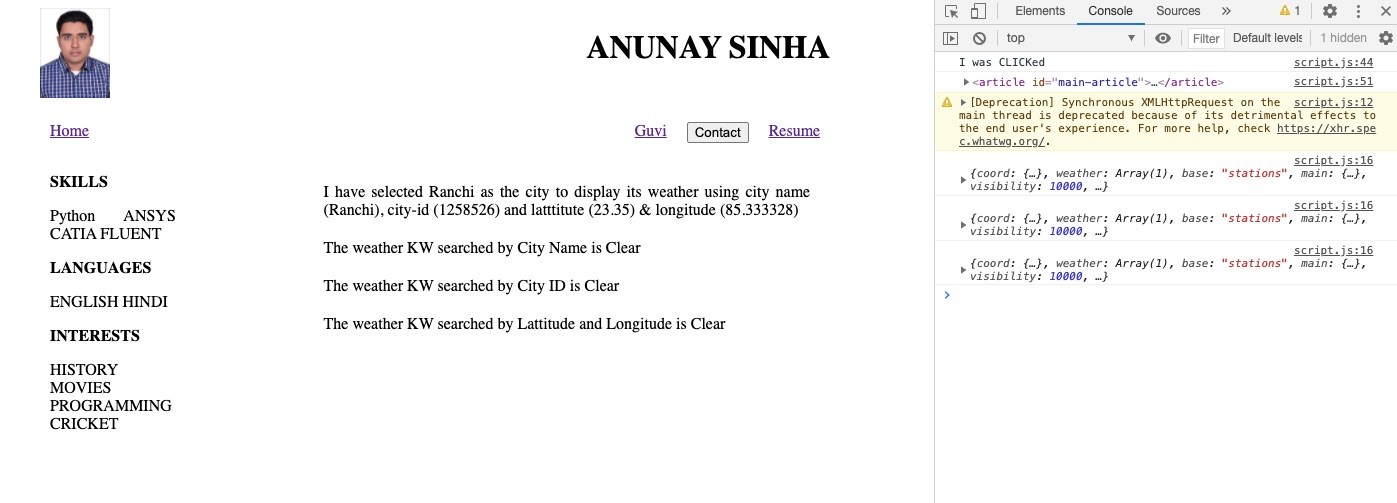 ANUNAY SINHA
Home Guvi Contact Resume
SKILLS
Python ANSYS
CATIA FLUENT
LANGUAGES
ENGLISH HINDI
INTERESTS
HISTORY
MOVIES
PROGRAMMING
CRICKET
I have selected Ranchi as the city to display its weather using city name
(Ranchi), city-id (1258526) and latttitute (23.35) & longitude (85.333328)
The weather KW searched by City Name is Clear
The weather KW searched by City ID is Clear
The weather KW searched by Lattitude and Longitude is Clear
Elements Console Sources » 1
top Filter Default levels 1 hidden
I was CLICKed script.js:44
<article id="main-article">…</article> script.js:51
[Deprecation] Synchronous XMLHttpRequest on the script.js:12
main thread is deprecated because of its detrimental effects to
the end user's experience. For more help, check https://xhr.spe
c.whatwg.org/.
script.js:16
{coord: {…}, weather: Array(1), base: "stations", main: {…},
visibility: 10000, …}
script.js:16
{coord: {…}, weather: Array(1), base: "stations", main: {…},
visibility: 10000, …}
script.js:16
{coord: {…}, weather: Array(1), base: "stations", main: {…},
visibility: 10000, …}